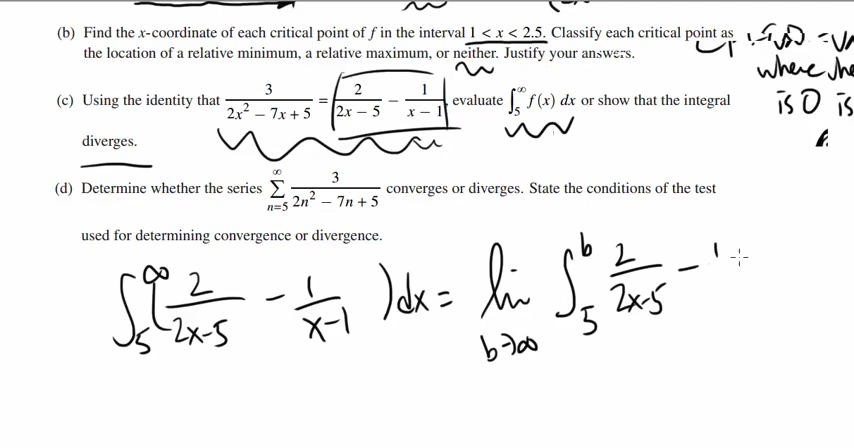 (b) Find the x-coordinate of each critical point of f in the interval 1 < x < 2.5. Classify each critical point as
the location of a relative minimum, a relative maximum, or neither. Justify your answers.
where
is 0 is
(c) Using the identity that 3/(2x² − 7x + 5) = 2/(2x − 5) − 1/(x − 1), evaluate ∫₅^∞ f(x) dx or show that the integral
diverges.
(d) Determine whether the series ∑_{n=5}^∞ 3/(2n² − 7n + 5) converges or diverges. State the conditions of the test
used for determining convergence or divergence.
∫₅^∞ (2/(2x-5) - 1/(x-1)) dx = lim_{b→∞} ∫₅^b 2/(2x-5) -